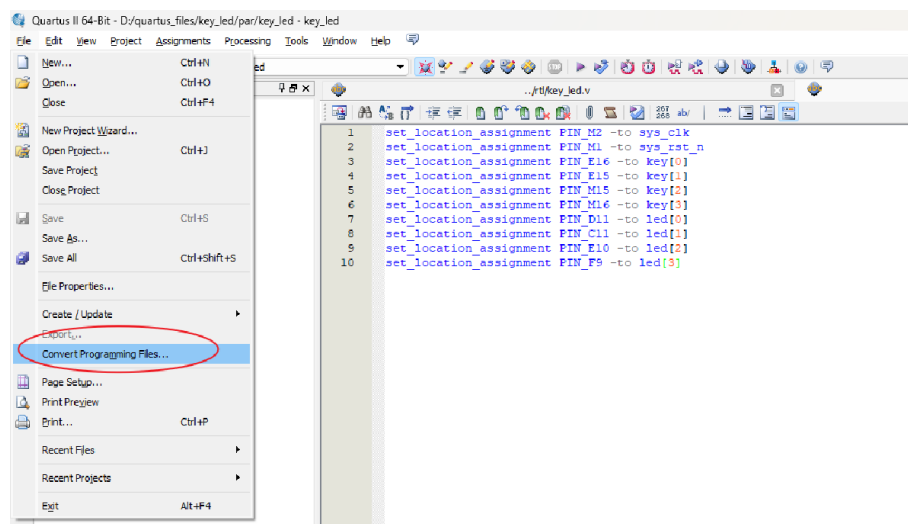 Quartus II 64-Bit - D:/quartus_files/key_led/par/key_led - key_led
File Edit View Project Assignments Processing Tools Window Help
New... Ctrl+N
Open... Ctrl+O
Close Ctrl+F4
New Project Wizard...
Open Project... Ctrl+J
Save Project
Close Project
Save Ctrl+S
Save As...
Save All Ctrl+Shift+S
File Properties...
Create / Update
Export...
Convert Programming Files...
Page Setup...
Print Preview
Print... Ctrl+P
Recent Files
Recent Projects
Exit Alt+F4
ed
../rtl/key_led.v
267
268
ab/
1 set_location_assignment PIN_M2 -to sys_clk
2 set_location_assignment PIN_M1 -to sys_rst_n
3 set_location_assignment PIN_E16 -to key[0]
4 set_location_assignment PIN_E15 -to key[1]
5 set_location_assignment PIN_M15 -to key[2]
6 set_location_assignment PIN_M16 -to key[3]
7 set_location_assignment PIN_D11 -to led[0]
8 set_location_assignment PIN_C11 -to led[1]
9 set_location_assignment PIN_E10 -to led[2]
10 set_location_assignment PIN_F9 -to led[3]